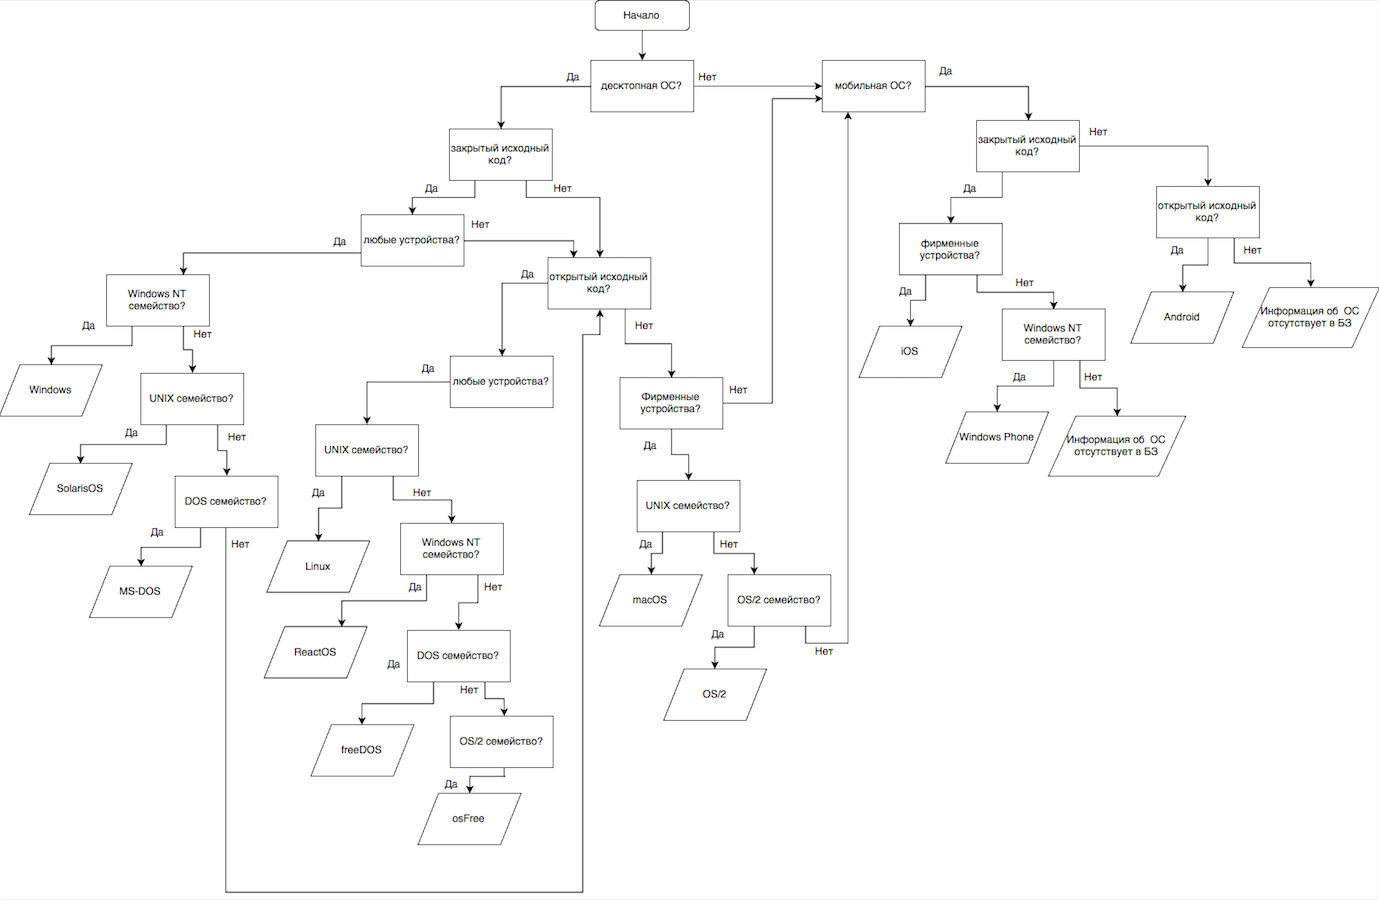 Начало
Да
десктопная ОС?
Нет
мобильная ОС?
Да
закрытый исходный
код?
Да
Нет
закрытый исходный
код?
Нет
Да
любые устройства?
Нет
Да
открытый исходный
код?
Да
Нет
Windows NT
семейство?
Да
Нет
Windows
UNIX семейство?
Да
Нет
SolarisOS
DOS семейство?
Да
Нет
MS-DOS
любые устройства?
Да
UNIX семейство?
Да
Нет
Linux
Windows NT
семейство?
Да
Нет
ReactOS
DOS семейство?
Да
Нет
freeDOS
OS/2 семейство?
Да
osFree
Фирменные
устройства?
Нет
Да
UNIX семейство?
Да
Нет
macOS
OS/2 семейство?
Да
Нет
OS/2
фирменные
устройства?
Да
Нет
iOS
Windows NT
семейство?
Да
Нет
Windows Phone
Информация об ОС
отсутствует в БЗ
открытый исходный
код?
Да
Нет
Android
Информация об ОС
отсутствует в БЗ